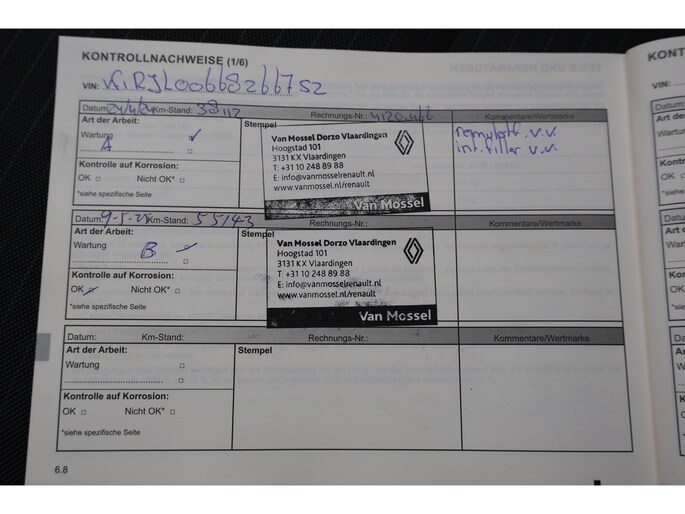 KONTROLLNACHWEISE (1/6)
VIN: VF1RJL00668266752
Datum: 24/4/24 Km-Stand: 38112 Rechnungs-Nr.: 4120466 Kommentare/Wertmarke
Art der Arbeit:
Wartung
A
Stempel
Van Mossel Dorzo Vlaardingen
Hoogstad 101
3131 KX Vlaardingen
T: +31 10 248 89 88
E: info@vanmosselrenault.nl
www.vanmossel.nl/renault
Van Mossel
remvloeist. v.v.
int. filter v.v.
Kontrolle auf Korrosion:
OK Nicht OK*
*siehe spezifische Seite
Datum: 9-5-25 Km-Stand: 55143 Rechnungs-Nr.: Kommentare/Wertmarke
Art der Arbeit:
Wartung
B
Stempel
Van Mossel Dorzo Vlaardingen
Hoogstad 101
3131 KX Vlaardingen
T: +31 10 248 89 88
E: info@vanmosselrenault.nl
www.vanmossel.nl/renault
Van Mossel
Kontrolle auf Korrosion:
OK Nicht OK*
*siehe spezifische Seite
Datum: Km-Stand: Rechnungs-Nr.: Kommentare/Wertmarke
Art der Arbeit:
Wartung
Stempel
Kontrolle auf Korrosion:
OK Nicht OK*
*siehe spezifische Seite
6.8